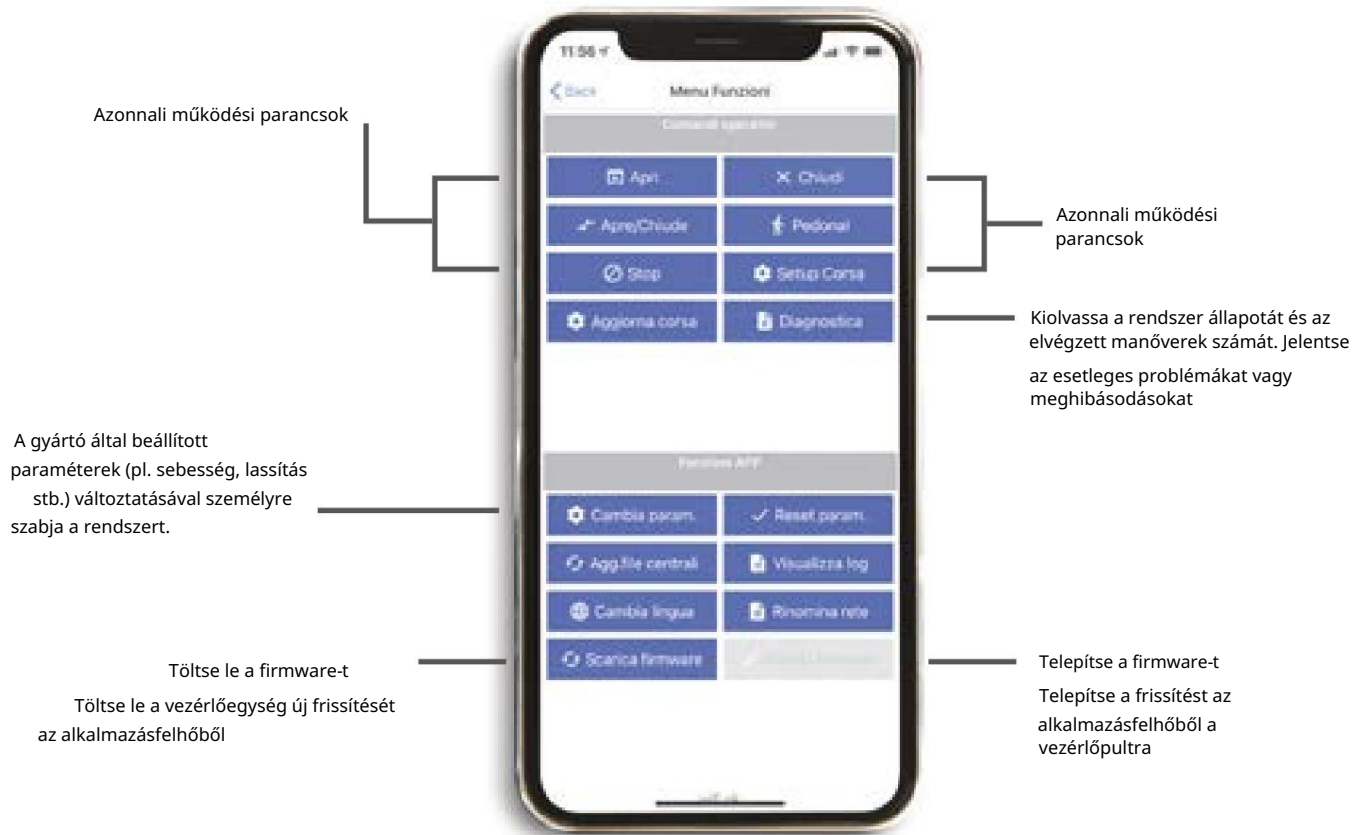 11:56
Back
Menu Funzioni
Comandi operativi
Apri
Chiudi
Apre/Chiude
Pedonal
Stop
Setup Corsa
Aggiorna corsa
Diagnostica
Funzioni APP
Cambia param.
Reset param.
Agg.file centrali
Visualizza log
Cambia lingua
Rinomina rete
Scarica firmware
Azonnali működési parancsok
A gyártó által beállított
paraméterek (pl. sebesség, lassítás
stb.) változtatásával személyre
szabja a rendszert.
Töltse le a firmware-t
Töltse le a vezérlőegység új frissítését
az alkalmazásfelhőből
Azonnali működési
parancsok
Kiolvassa a rendszer állapotát és az
elvégzett manőverek számát. Jelentse
az esetleges problémákat vagy
meghibásodásokat
Telepítse a firmware-t
Telepítse a frissítést az
alkalmazásfelhőből a
vezérlőpultra